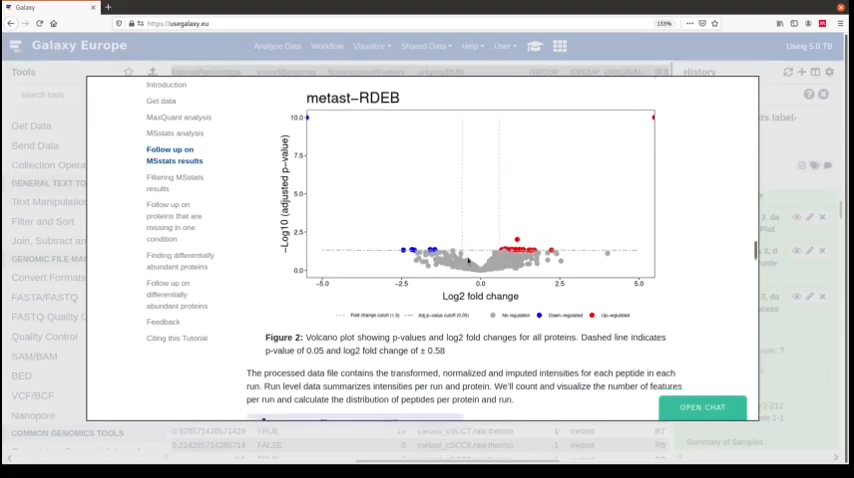 Galaxy
https://usegalaxy.eu
133%
Galaxy Europe
Analyze Data Workflow Visualize Shared Data Help User
Using 5.0 TB
Tools
History
search tools
Get Data
Send Data
Collection Opera
GENERAL TEXT TO
Text Manipulation
Filter and Sort
Join, Subtract an
GENOMIC FILE MAN
Convert Formats
FASTA/FASTQ
FASTQ Quality C
Quality Control
SAM/BAM
BED
VCF/BCF
Nanopore
COMMON GENOMICS TOOLS
Introduction
Get data
MaxQuant analysis
MSstats analysis
Follow up on
MSstats results
Filtering MSstats
results
Follow up on
proteins that are
missing in one
condition
Finding differentially
abundant proteins
Follow up on
differentially
abundant proteins
Feedback
Citing this Tutorial
metast-RDEB
-Log10 (adjusted p-value)
10.0
7.5
5.0
2.5
0.0
-5.0 -2.5 0.0 2.5 5.0
Log2 fold change
Fold change cutoff (1.5) Adj p-value cutoff (0.05) No regulated Down-regulated Up-regulated
Figure 2: Volcano plot showing p-values and log2 fold changes for all proteins. Dashed line indicates
p-value of 0.05 and log2 fold change of ± 0.58
The processed data file contains the transformed, normalized and imputed intensities for each peptide in each
run. Run level data summarizes intensities per run and protein. We'll count and visualize the number of features
per run and calculate the distribution of peptides per protein and run.
OPEN CHAT
Summary of Samples